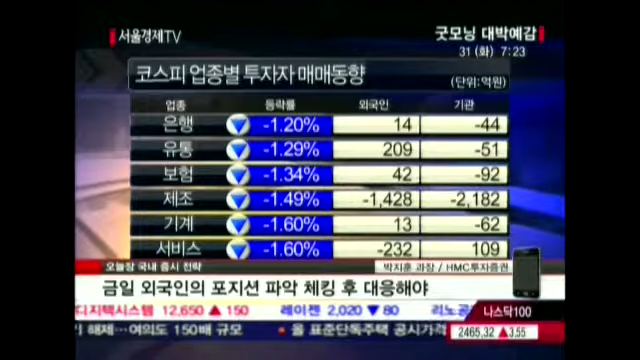 서울경제TV
굿모닝 대박예감
31 (화) 7:23
코스피 업종별 투자자 매매동향
(단위:억원)
업종 등락률 외국인 기관
은행 ▼ -1.20% 14 -44
유통 ▼ -1.29% 209 -51
보험 ▼ -1.34% 42 -92
제조 ▼ -1.49% -1,428 -2,182
기계 ▼ -1.60% 13 -62
서비스 ▼ -1.60% -232 109
오늘장 국내 증시 전략
박지훈 과장 / HMC투자증권
금일 외국인의 포지션 파악 체킹 후 대응해야
디지텍시스템 12,650 ▲ 150 레이젠 2,020 ▼ 80 리노공
나스닥100
해제…여의도 150배 규모 • 올 표준단독주택 공시가격
2465.32 ▲ 3.55